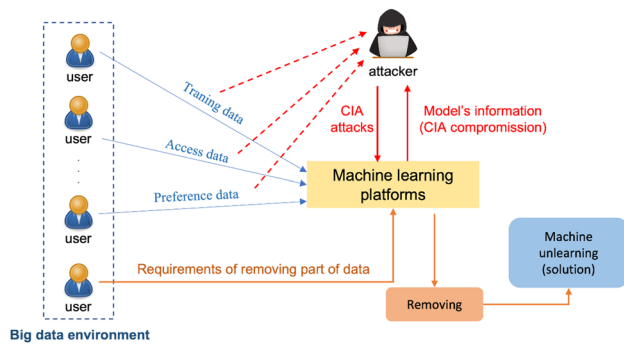 user
user
user
user
Big data environment
Traning data
Access data
Preference data
Requirements of removing part of data
attacker
CIA
attacks
Model's information
(CIA compromission)
Machine learning
platforms
Removing
Machine
unlearning
(solution)